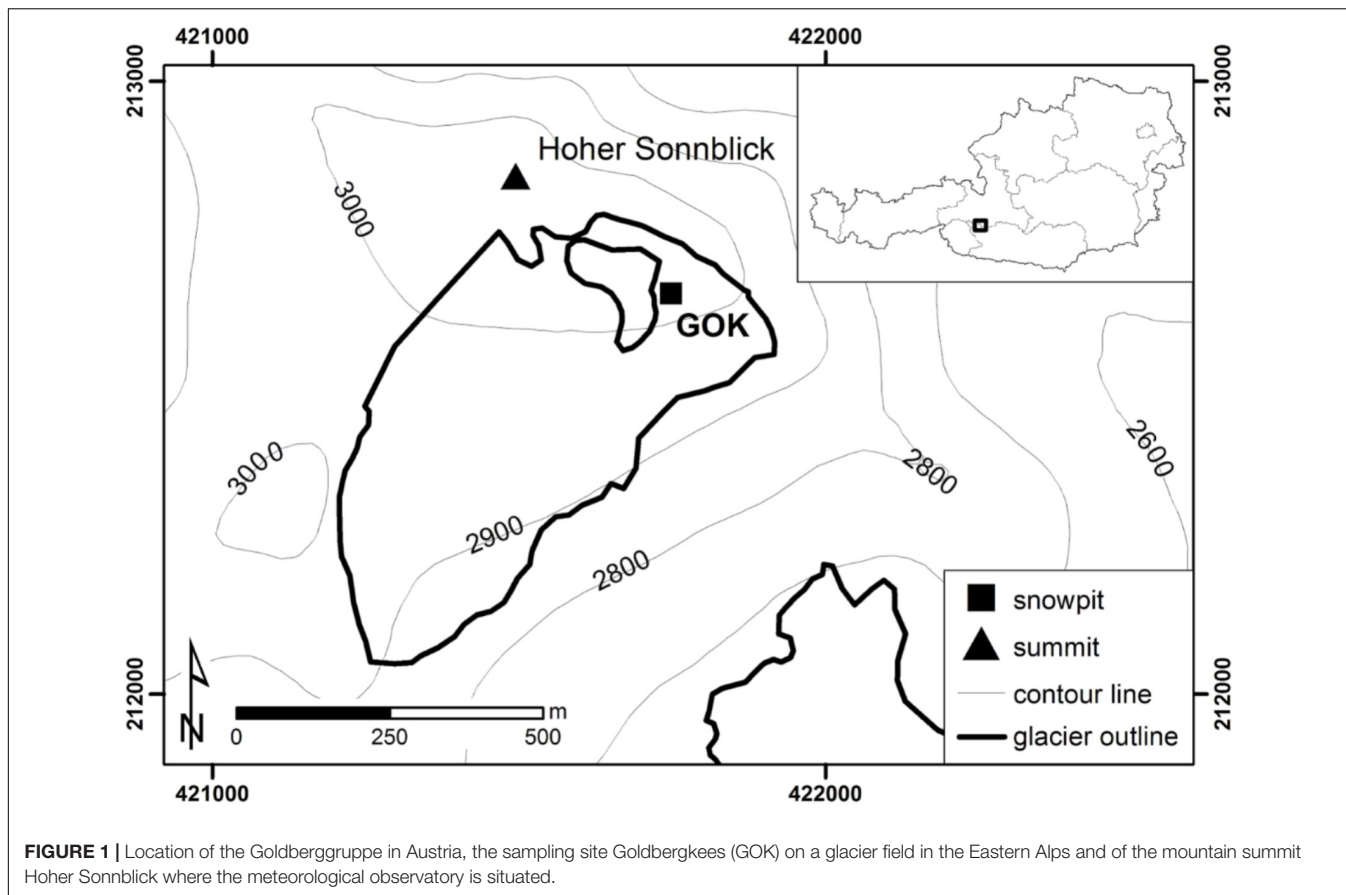 421000
422000
213000
213000
Hoher Sonnblick
3000
GOK
3000
2600
2800
2900
2800
snowpit
summit
contour line
glacier outline
212000
212000
N
m
0
250
500
421000
422000
FIGURE 1 | Location of the Goldberggruppe in Austria, the sampling site Goldbergkees (GOK) on a glacier field in the Eastern Alps and of the mountain summit
Hoher Sonnblick where the meteorological observatory is situated.